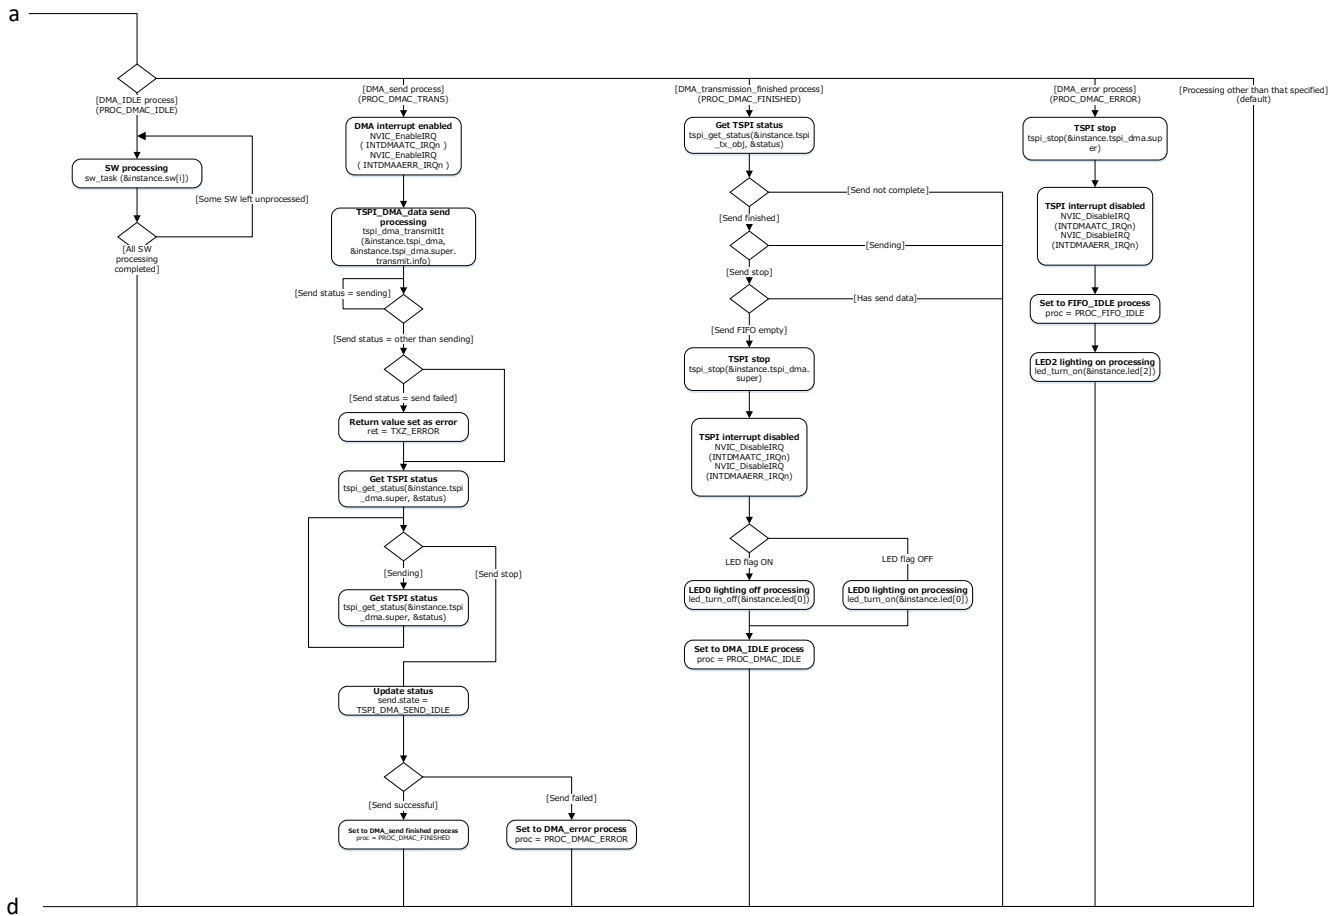 a
[DMA_IDLE process]
(PROC_DMAC_IDLE)
SW processing
sw_task (&instance.sw[i])
[Some SW left unprocessed]
[All SW
processing
completed]
[DMA_send process]
(PROC_DMAC_TRANS)
DMA interrupt enabled
NVIC_EnableIRQ
( INTDMAATC_IRQn )
NVIC_EnableIRQ
( INTDMAAERR_IRQn )
TSPI_DMA_data send
processing
tspi_dma_transmitIt
(&instance.tspi_dma,
&instance.tspi_dma.super.
transmit.info)
[Send status = sending]
[Send status = other than sending]
[Send status = send failed]
Return value set as error
ret = TXZ_ERROR
Get TSPI status
tspi_get_status(&instance.tspi
_dma.super, &status)
[Sending]
[Send stop]
Get TSPI status
tspi_get_status(&instance.tspi
_dma.super, &status)
Update status
send.state =
TSPI_DMA_SEND_IDLE
[Send successful]
[Send failed]
Set to DMA_send finished process
proc = PROC_DMAC_FINISHED
Set to DMA_error process
proc = PROC_DMAC_ERROR
[DMA_transmission_finished process]
(PROC_DMAC_FINISHED)
Get TSPI status
tspi_get_status(&instance.tspi
_tx_obj, &status)
[Send not complete]
[Send finished]
[Sending]
[Send stop]
[Has send data]
[Send FIFO empty]
TSPI stop
tspi_stop(&instance.tspi_dma.
super)
TSPI interrupt disabled
NVIC_DisableIRQ
(INTDMAATC_IRQn)
NVIC_DisableIRQ
(INTDMAAERR_IRQn)
LED flag ON
LED flag OFF
LED0 lighting off processing
led_turn_off(&instance.led[0])
LED0 lighting on processing
led_turn_on(&instance.led[0])
Set to DMA_IDLE process
proc = PROC_DMAC_IDLE
[DMA_error process]
(PROC_DMAC_ERROR)
TSPI stop
tspi_stop(&instance.tspi_dma.sup
er)
TSPI interrupt disabled
NVIC_DisableIRQ
(INTDMAATC_IRQn)
NVIC_DisableIRQ
(INTDMAAERR_IRQn)
Set to FIFO_IDLE process
proc = PROC_FIFO_IDLE
LED2 lighting on processing
led_turn_on(&instance.led[2])
[Processing other than that specified]
(default)
d